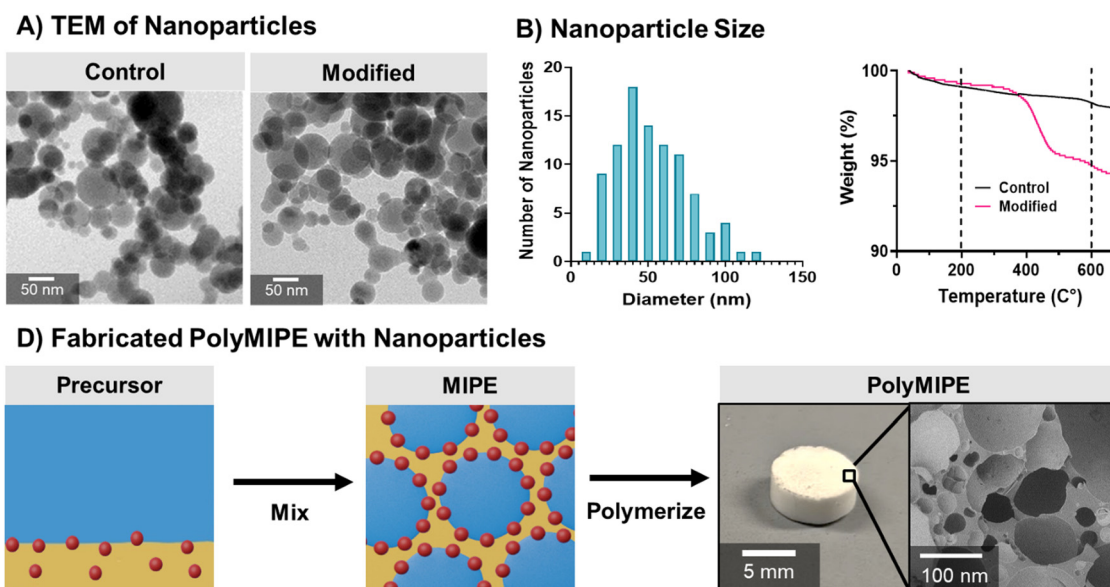 A) TEM of Nanoparticles
Control
Modified
50 nm
50 nm
B) Nanoparticle Size
Number of Nanoparticles
20
15
10
5
0
0
50
100
150
Diameter (nm)
Weight (%)
100
95
90
Control
Modified
0
200
400
600
Temperature (C°)
D) Fabricated PolyMIPE with Nanoparticles
Precursor
Mix
MIPE
Polymerize
PolyMIPE
5 mm
100 nm